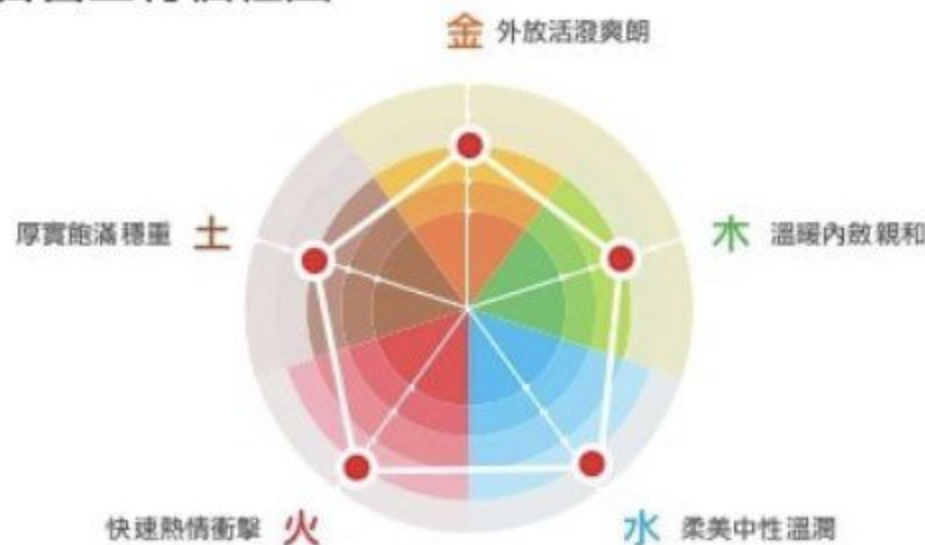 金 外放活潑爽朗
厚實飽滿穩重 土
木 溫暖內斂親和
快速熱情衝擊 火
水 柔美中性溫潤